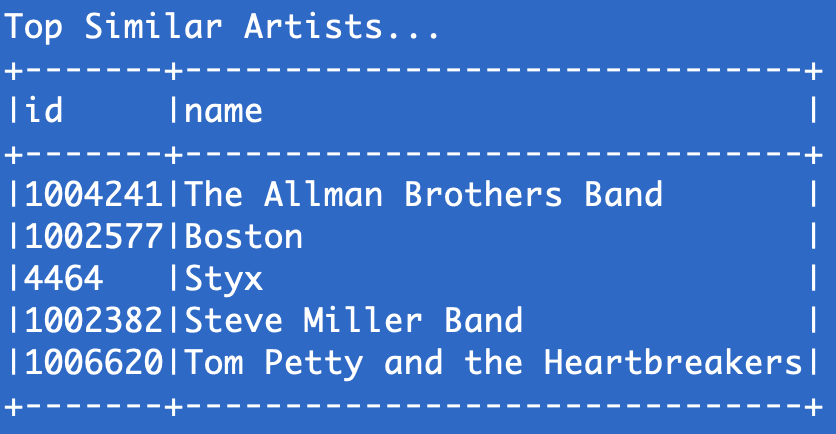 Top Similar Artists...
+-------+-------------------------------+
|id     |name                           |
+-------+-------------------------------+
|1004241|The Allman Brothers Band       |
|1002577|Boston                         |
|4464   |Styx                           |
|1002382|Steve Miller Band              |
|1006620|Tom Petty and the Heartbreakers|
+-------+-------------------------------+